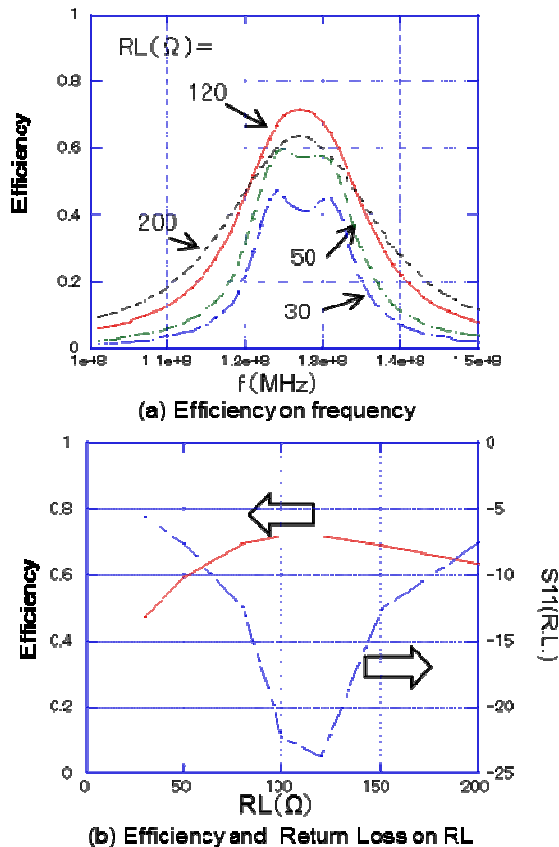 RL(Ω)=
1
0.8
0.6
0.4
0.2
0
Efficiency
120
200
50
30
1e+8 1.1e+8 1.2e+8 1.3e+8 1.4e+8 1.5e+8
f(MHz)
(a) Efficiency on frequency
1
0.8
0.6
0.4
0.2
0
Efficiency
0
-5
-10
-15
-20
-25
S11(R.L.)
0 50 100 150 200
RL(Ω)
(b) Efficiency and Return Loss on RL